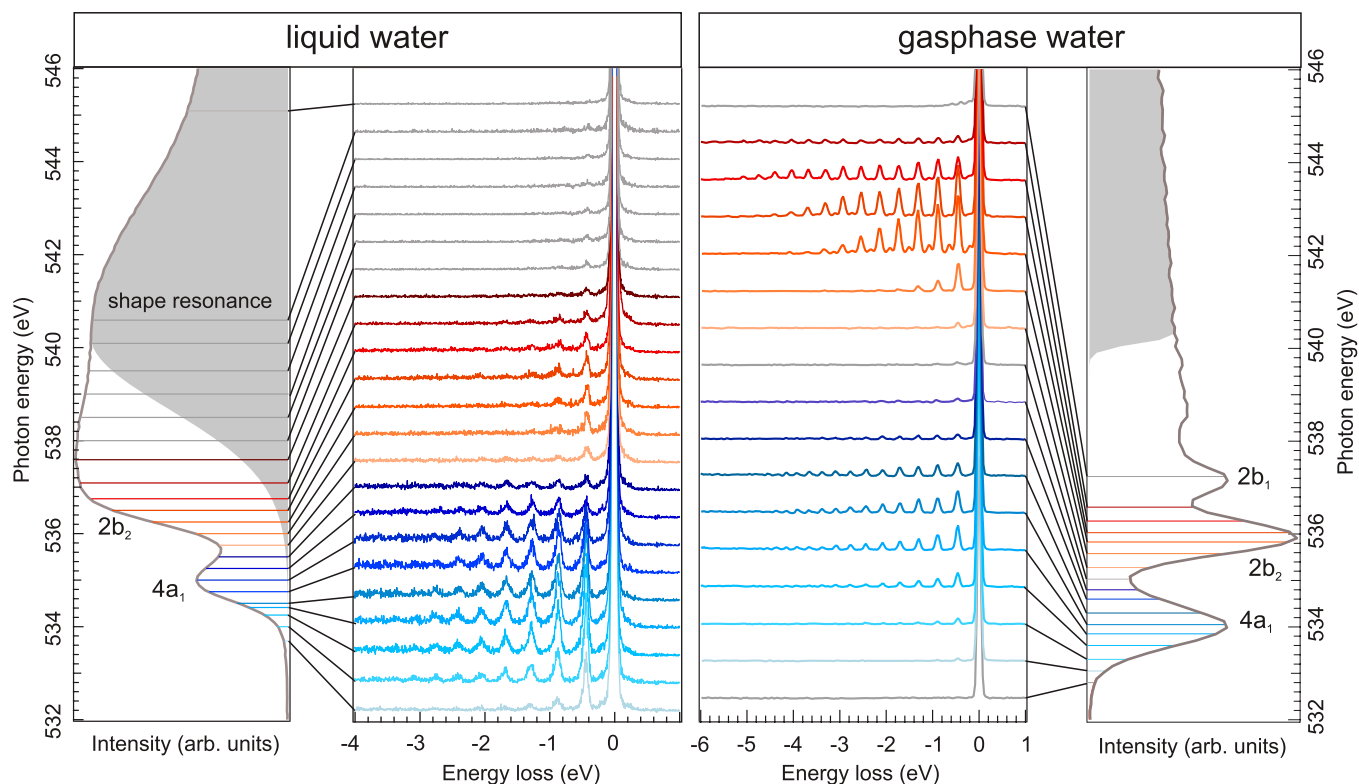 liquid water
gasphase water
Photon energy (eV)
546
544
542
540
538
536
534
532
shape resonance
2b₂
4a₁
Intensity (arb. units)
-4
-3
-2
-1
0
Energy loss (eV)
-6
-5
-4
-3
-2
-1
0
1
Energy loss (eV)
2b₁
2b₂
4a₁
Intensity (arb. units)
546
544
542
540
538
536
534
532
Photon energy (eV)